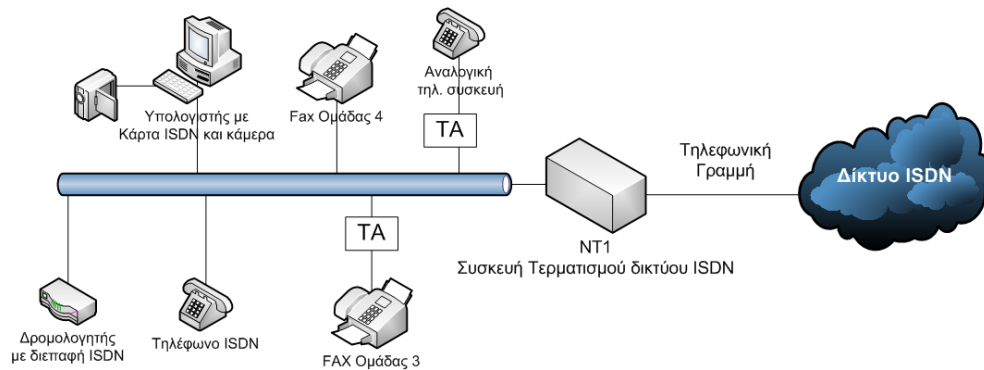 Υπολογιστής με
Κάρτα ISDN και κάμερα
Fax Ομάδας 4
Αναλογική
τηλ. συσκευή
TA
Τηλεφωνική
Γραμμή
Δίκτυο ISDN
TA
NT1
Συσκευή Τερματισμού δικτύου ISDN
Δρομολογητής
με διεπαφή ISDN
Τηλέφωνο ISDN
FAX Ομάδας 3